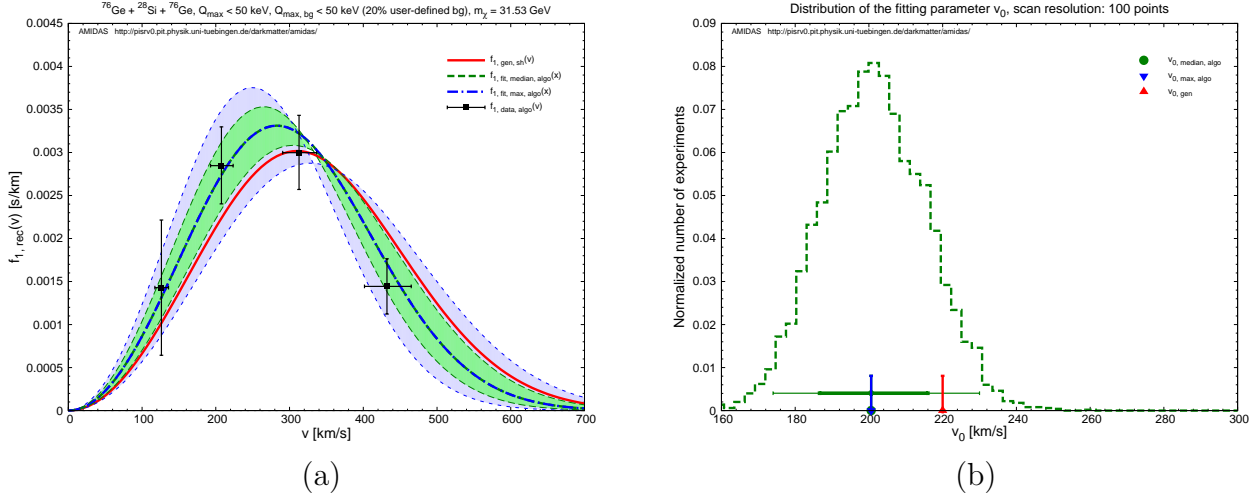 ⁷⁶Ge + ²⁸Si + ⁷⁶Ge, Q_max < 50 keV, Q_max, bg < 50 keV (20% user-defined bg), m_χ = 31.53 GeV
AMIDAS http://pisrv0.pit.physik.uni-tuebingen.de/darkmatter/amidas/
f_1, gen, sh(v)
f_1, fit, median, algo(x)
f_1, fit, max, algo(x)
f_1, data, algo(v)
f_1, rec(v) [s/km]
0.0045
0.004
0.0035
0.003
0.0025
0.002
0.0015
0.001
0.0005
0
0 100 200 300 400 500 600 700
v [km/s]
(a)
Distribution of the fitting parameter v_0, scan resolution: 100 points
AMIDAS http://pisrv0.pit.physik.uni-tuebingen.de/darkmatter/amidas/
v_0, median, algo
v_0, max, algo
v_0, gen
Normalized number of experiments
0.09
0.08
0.07
0.06
0.05
0.04
0.03
0.02
0.01
0
160 180 200 220 240 260 280 300
v_0 [km/s]
(b)